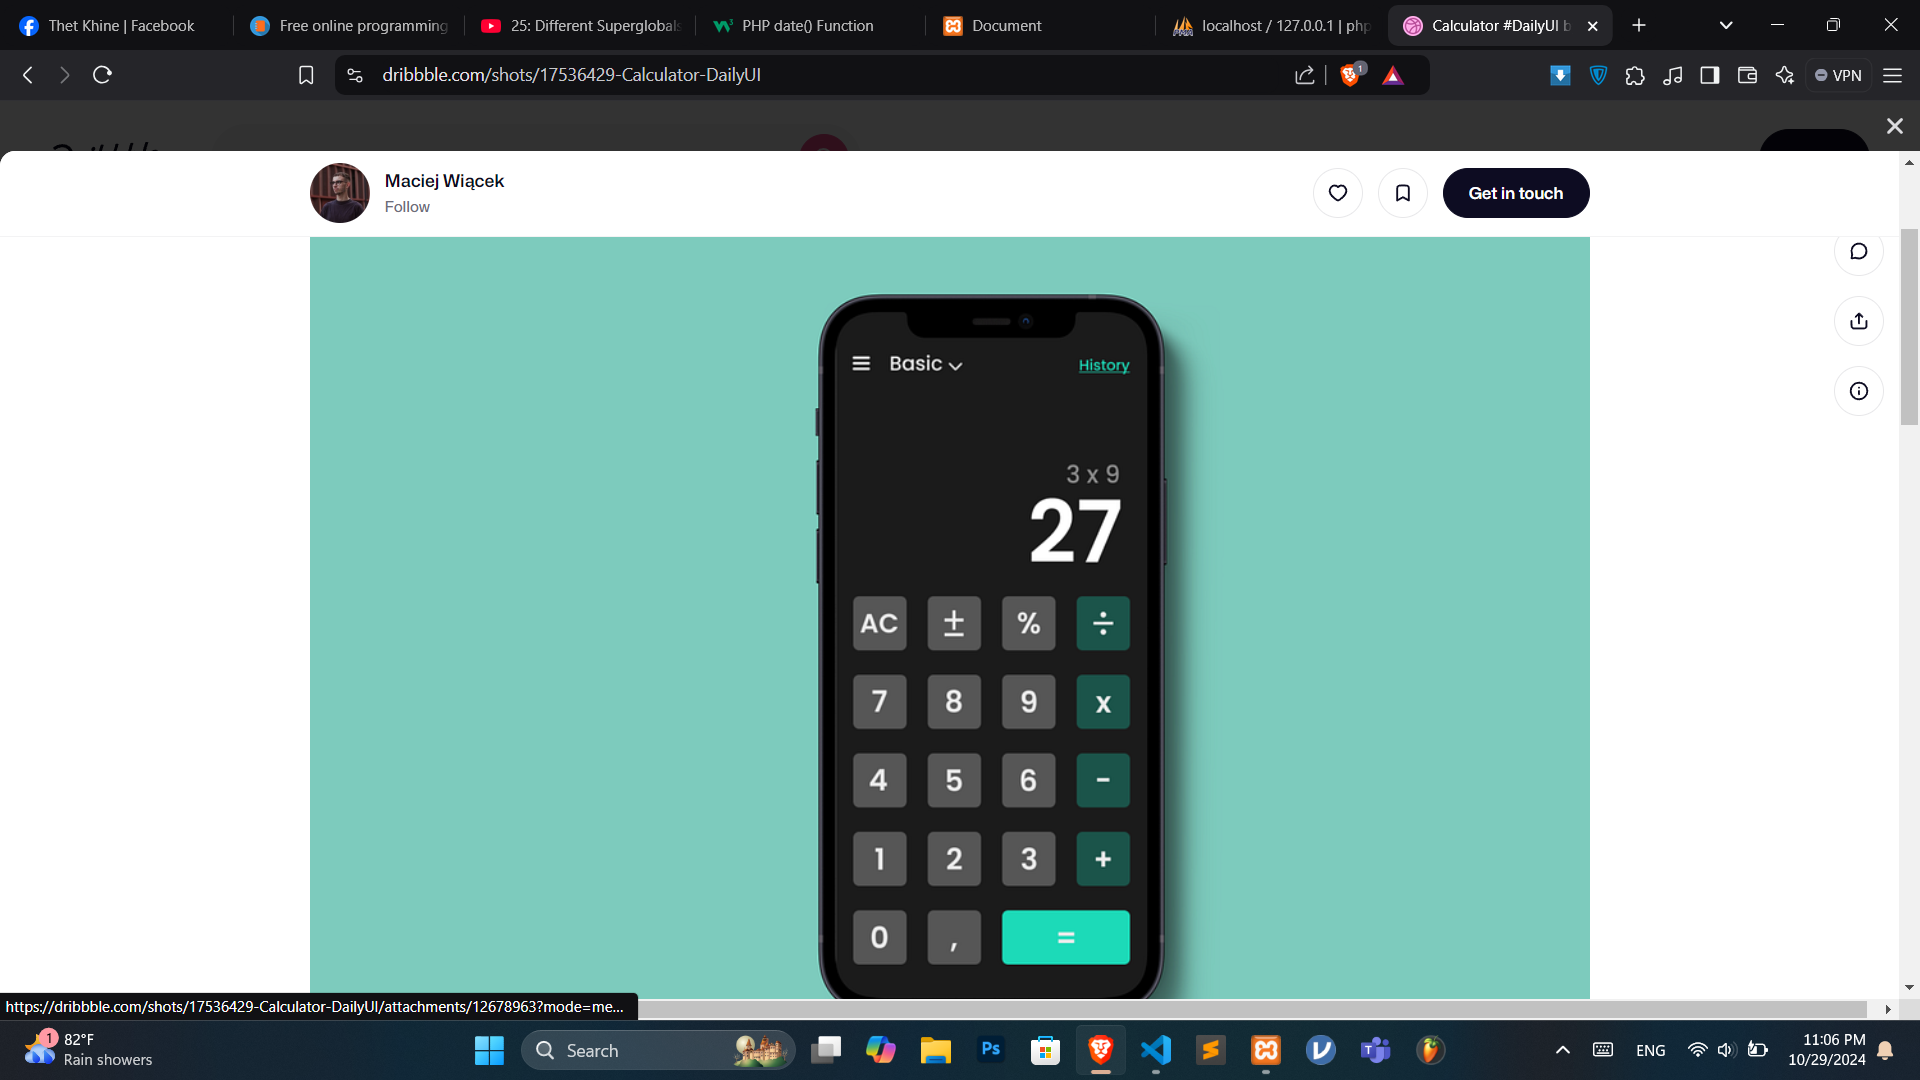 Thet Khine | Facebook
Free online programming
25: Different Superglobals
PHP date() Function
Document
localhost / 127.0.0.1 | php
Calculator #DailyUI b
dribbble.com/shots/17536429-Calculator-DailyUI
1
VPN
Maciej Wiącek
Follow
Get in touch
Basic
History
3 x 9
27
AC ± % ÷
7 8 9 x
4 5 6 -
1 2 3 +
0 , =
https://dribbble.com/shots/17536429-Calculator-DailyUI/attachments/12678963?mode=me...
1
82°F
Rain showers
Search
Ps
ENG
11:06 PM
10/29/2024